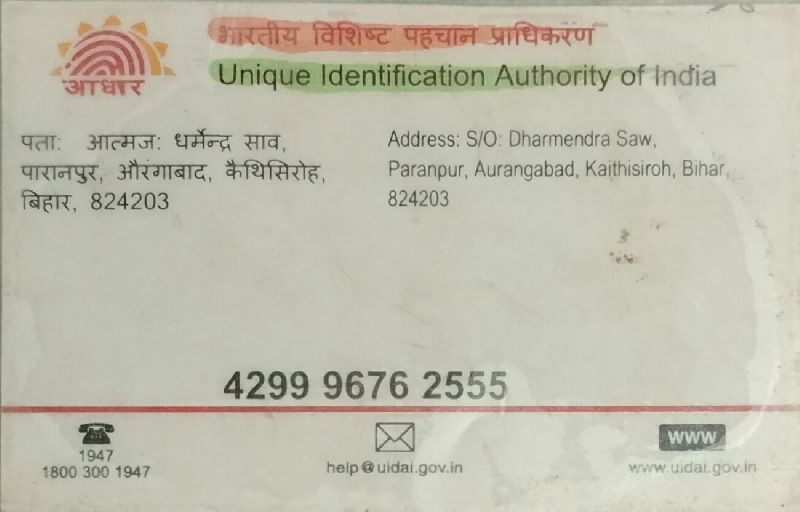 भारतीय विशिष्ट पहचान प्राधिकरण
Unique Identification Authority of India
आधार
पता: आत्मज: धर्मेन्द्र साव,
पारानपुर, औरंगाबाद, कैथिसिरोह,
बिहार, 824203
Address: S/O: Dharmendra Saw,
Paranpur, Aurangabad, Kaithisiroh, Bihar,
824203
4299 9676 2555
1947
1800 300 1947
help@uidai.gov.in
www
www.uidai.gov.in